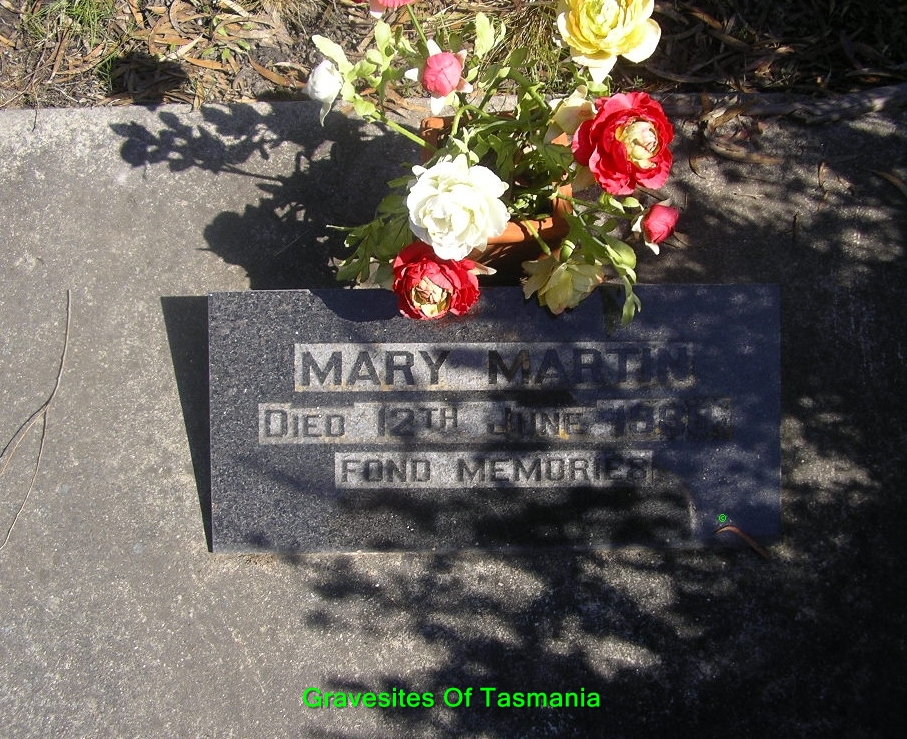 MARY MARTIN
DIED 12TH JUNE
FOND MEMORIES
©
Gravesites Of Tasmania